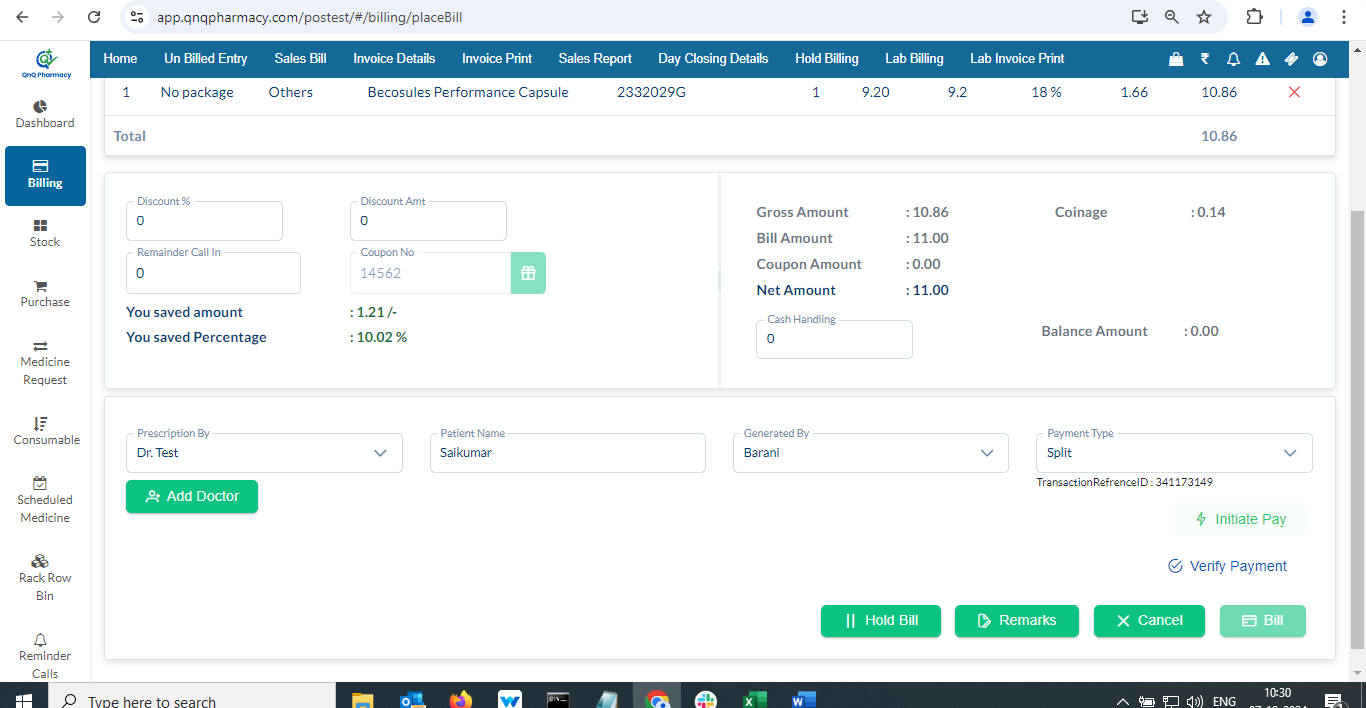 app.qnqpharmacy.com/postest/#/billing/placeBill
QnQ Pharmacy
Home Un Billed Entry Sales Bill Invoice Details Invoice Print Sales Report Day Closing Details Hold Billing Lab Billing Lab Invoice Print
Dashboard
Billing
Stock
Purchase
Medicine
Request
Consumable
Scheduled
Medicine
Rack Row
Bin
Reminder
Calls
1 No package Others Becosules Performance Capsule 2332029G 1 9.20 9.2 18 % 1.66 10.86
Total 10.86
Discount % Discount Amt
0 0
Remainder Call In Coupon No
0 14562
You saved amount : 1.21 /-
You saved Percentage : 10.02 %
Gross Amount : 10.86 Coinage : 0.14
Bill Amount : 11.00
Coupon Amount : 0.00
Net Amount : 11.00
Cash Handling
0
Balance Amount : 0.00
Prescription By Patient Name Generated By Payment Type
Dr. Test Saikumar Barani Split
TransactionRefrenceID : 341173149
Add Doctor
Initiate Pay
Verify Payment
Hold Bill Remarks Cancel Bill
Type here to search
ENG
10:30